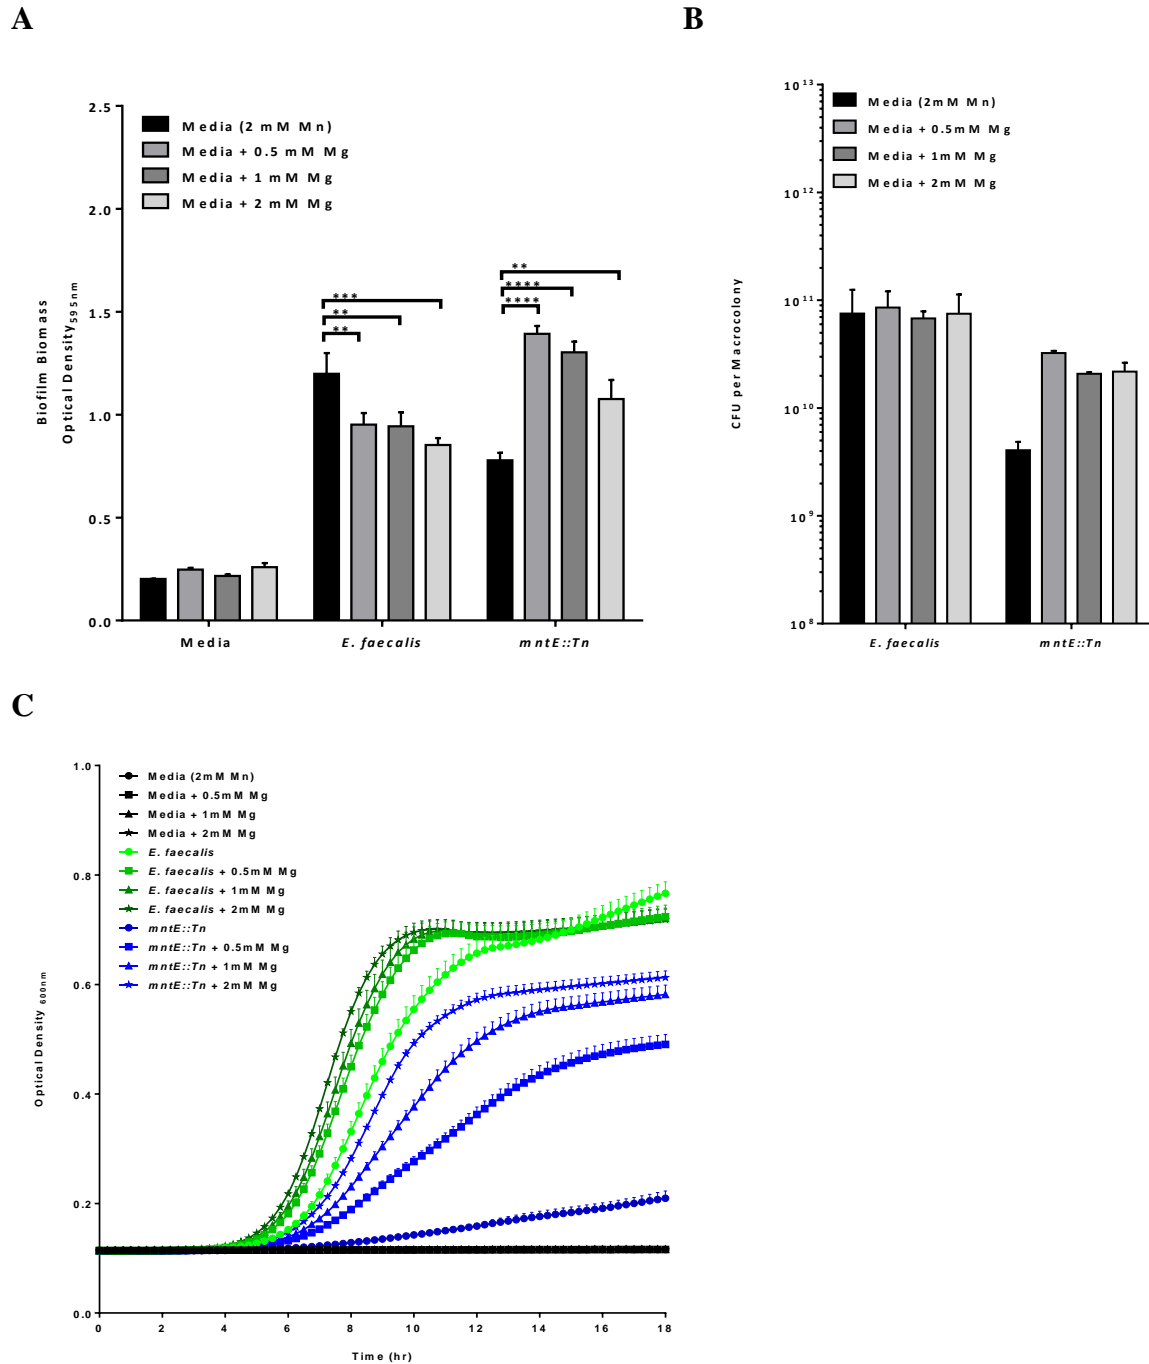 A
B
2.5
2.0
1.5
1.0
0.5
0.0
Biofilm Biomass
Optical Density595nm
Media (2 mM Mn)
Media + 0.5 mM Mg
Media + 1 mM Mg
Media + 2 mM Mg
***
**
**
**
****
****
Media
E. faecalis
mntE::Tn
10^13
10^12
10^11
10^10
10^9
10^8
CFU per Macrocolony
Media (2mM Mn)
Media + 0.5mM Mg
Media + 1mM Mg
Media + 2mM Mg
E. faecalis
mntE::Tn
C
1.0
0.8
0.6
0.4
0.2
0.0
Optical Density 600nm
Media (2mM Mn)
Media + 0.5mM Mg
Media + 1mM Mg
Media + 2mM Mg
E. faecalis
E. faecalis + 0.5mM Mg
E. faecalis + 1mM Mg
E. faecalis + 2mM Mg
mntE::Tn
mntE::Tn + 0.5mM Mg
mntE::Tn + 1mM Mg
mntE::Tn + 2mM Mg
0 2 4 6 8 10 12 14 16 18
Time (hr)